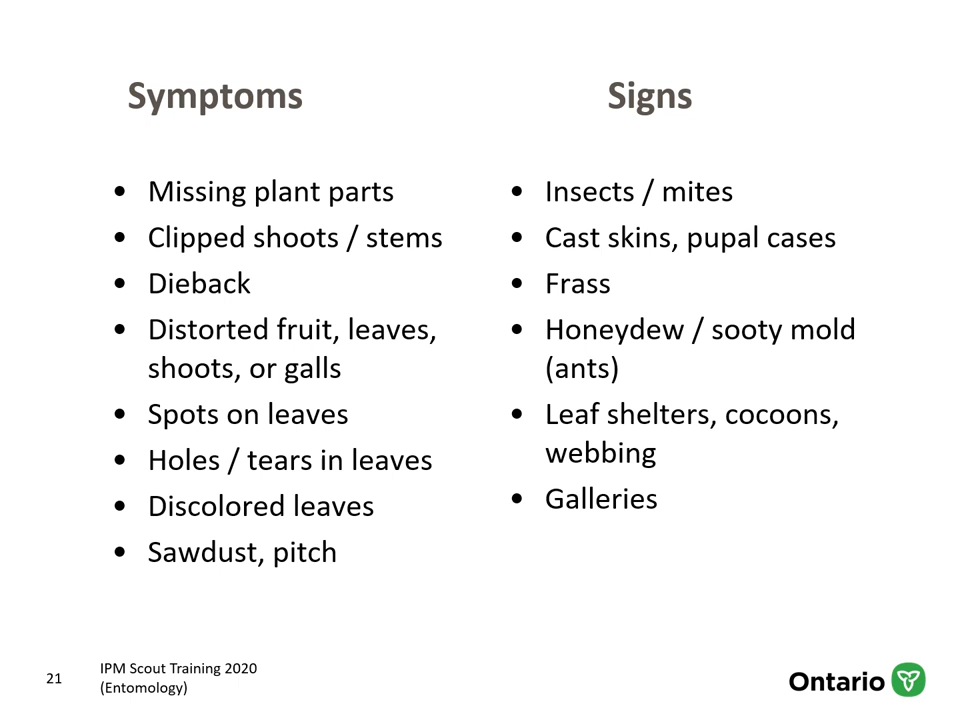 Symptoms
• Missing plant parts
• Clipped shoots / stems
• Dieback
• Distorted fruit, leaves,
shoots, or galls
• Spots on leaves
• Holes / tears in leaves
• Discolored leaves
• Sawdust, pitch
Signs
• Insects / mites
• Cast skins, pupal cases
• Frass
• Honeydew / sooty mold
(ants)
• Leaf shelters, cocoons,
webbing
• Galleries
21
IPM Scout Training 2020
(Entomology)
Ontario